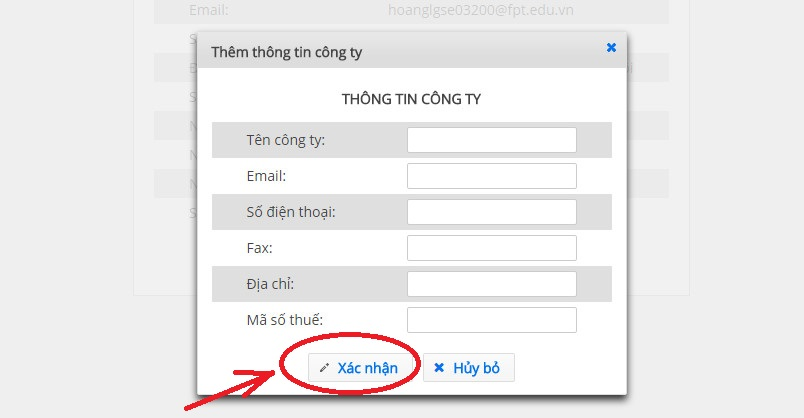 Email: hoanglgse03200@fpt.edu.vn
Thêm thông tin công ty
THÔNG TIN CÔNG TY
Tên công ty:
Email:
Số điện thoại:
Fax:
Địa chỉ:
Mã số thuế:
Xác nhận Hủy bỏ